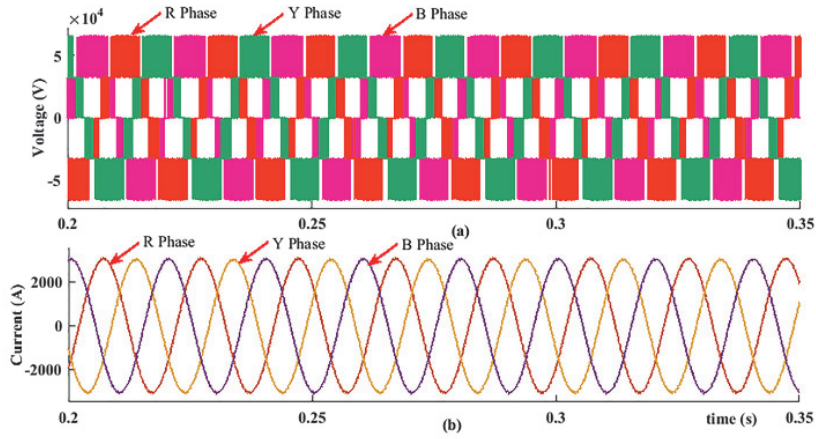 ×10⁴
R Phase
Y Phase
B Phase
5
0
-5
Voltage (V)
0.2
0.25
0.3
0.35
(a)
R Phase
Y Phase
B Phase
2000
0
-2000
Current (A)
0.2
0.25
0.3
0.35
time (s)
(b)